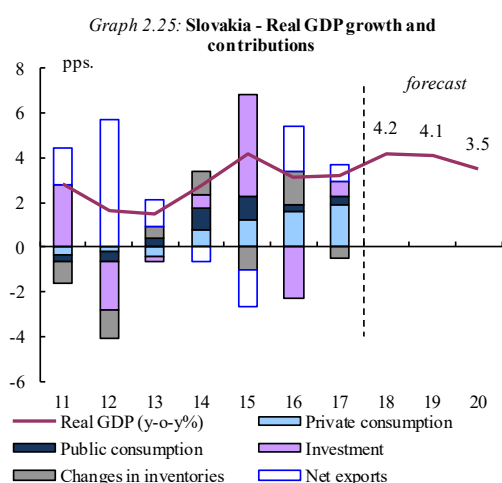 Graph 2.25: Slovakia - Real GDP growth and
contributions
8
pps.
forecast
6
4.2
4.1
3.5
4
2
0
-2
-4
-6
11 12 13 14 15 16 17 18 19 20
Real GDP (y-o-y%) Private consumption
Public consumption Investment
Changes in inventories Net exports